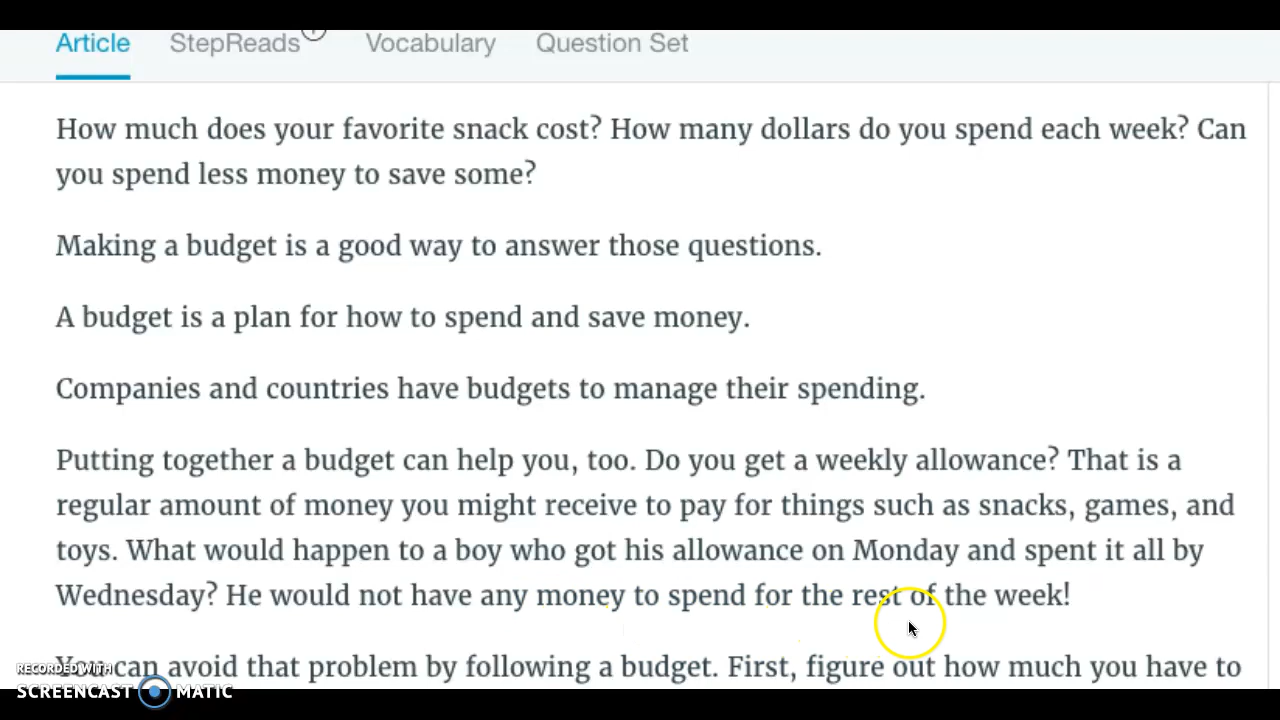 Article StepReads Vocabulary Question Set
How much does your favorite snack cost? How many dollars do you spend each week? Can
you spend less money to save some?
Making a budget is a good way to answer those questions.
A budget is a plan for how to spend and save money.
Companies and countries have budgets to manage their spending.
Putting together a budget can help you, too. Do you get a weekly allowance? That is a
regular amount of money you might receive to pay for things such as snacks, games, and
toys. What would happen to a boy who got his allowance on Monday and spent it all by
Wednesday? He would not have any money to spend for the rest of the week!
You can avoid that problem by following a budget. First, figure out how much you have to
RECORDED WITH
SCREENCAST MATIC